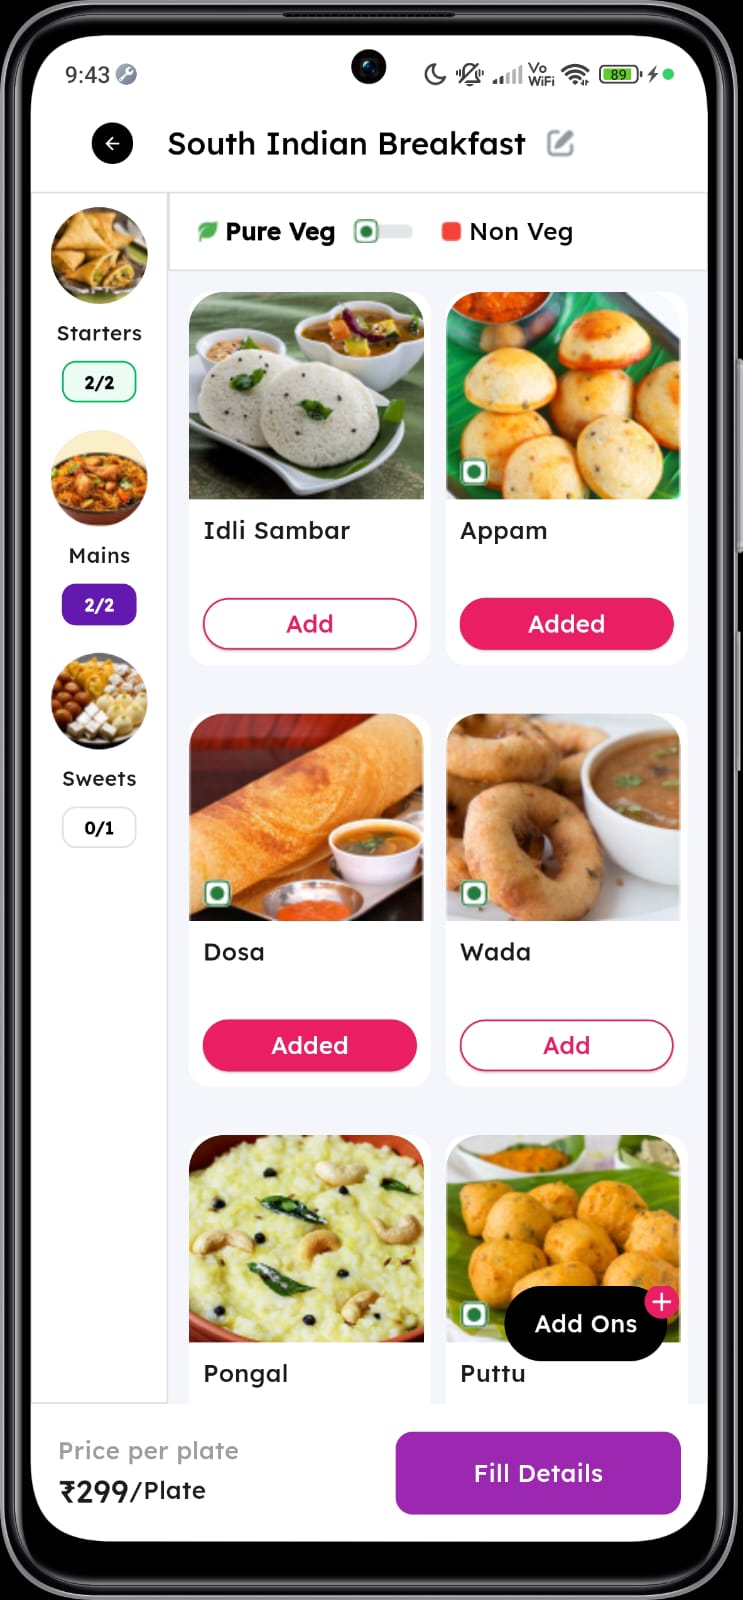 9:43
Vo
WiFi
89
South Indian Breakfast
Pure Veg
Non Veg
Starters
2/2
Mains
2/2
Sweets
0/1
Idli Sambar
Add
Appam
Added
Dosa
Added
Wada
Add
Pongal
Puttu
Add Ons
+
Price per plate
₹299/Plate
Fill Details